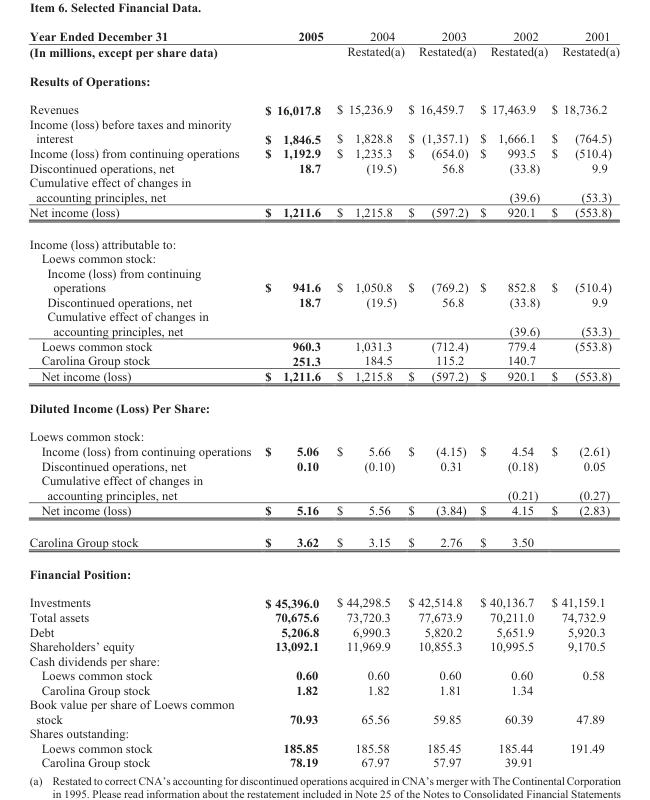 Item 6. Selected Financial Data.
Year Ended December 31 2005 2004 2003 2002 2001
(In millions, except per share data) Restated(a) Restated(a) Restated(a) Restated(a)
Results of Operations:
Revenues $ 16,017.8 $ 15,236.9 $ 16,459.7 $ 17,463.9 $ 18,736.2
Income (loss) before taxes and minority
interest $ 1,846.5 $ 1,828.8 $ (1,357.1) $ 1,666.1 $ (764.5)
Income (loss) from continuing operations $ 1,192.9 $ 1,235.3 $ (654.0) $ 993.5 $ (510.4)
Discontinued operations, net 18.7 (19.5) 56.8 (33.8) 9.9
Cumulative effect of changes in
accounting principles, net (39.6) (53.3)
Net income (loss) $ 1,211.6 $ 1,215.8 $ (597.2) $ 920.1 $ (553.8)
Income (loss) attributable to:
Loews common stock:
Income (loss) from continuing
operations $ 941.6 $ 1,050.8 $ (769.2) $ 852.8 $ (510.4)
Discontinued operations, net 18.7 (19.5) 56.8 (33.8) 9.9
Cumulative effect of changes in
accounting principles, net (39.6) (53.3)
Loews common stock 960.3 1,031.3 (712.4) 779.4 (553.8)
Carolina Group stock 251.3 184.5 115.2 140.7
Net income (loss) $ 1,211.6 $ 1,215.8 $ (597.2) $ 920.1 $ (553.8)
Diluted Income (Loss) Per Share:
Loews common stock:
Income (loss) from continuing operations $ 5.06 $ 5.66 $ (4.15) $ 4.54 $ (2.61)
Discontinued operations, net 0.10 (0.10) 0.31 (0.18) 0.05
Cumulative effect of changes in
accounting principles, net (0.21) (0.27)
Net income (loss) $ 5.16 $ 5.56 $ (3.84) $ 4.15 $ (2.83)
Carolina Group stock $ 3.62 $ 3.15 $ 2.76 $ 3.50
Financial Position:
Investments $ 45,396.0 $ 44,298.5 $ 42,514.8 $ 40,136.7 $ 41,159.1
Total assets 70,675.6 73,720.3 77,673.9 70,211.0 74,732.9
Debt 5,206.8 6,990.3 5,820.2 5,651.9 5,920.3
Shareholders' equity 13,092.1 11,969.9 10,855.3 10,995.5 9,170.5
Cash dividends per share:
Loews common stock 0.60 0.60 0.60 0.60 0.58
Carolina Group stock 1.82 1.82 1.81 1.34
Book value per share of Loews common
stock 70.93 65.56 59.85 60.39 47.89
Shares outstanding:
Loews common stock 185.85 185.58 185.45 185.44 191.49
Carolina Group stock 78.19 67.97 57.97 39.91
(a) Restated to correct CNA's accounting for discontinued operations acquired in CNA's merger with The Continental Corporation
in 1995. Please read information about the restatement included in Note 25 of the Notes to Consolidated Financial Statements